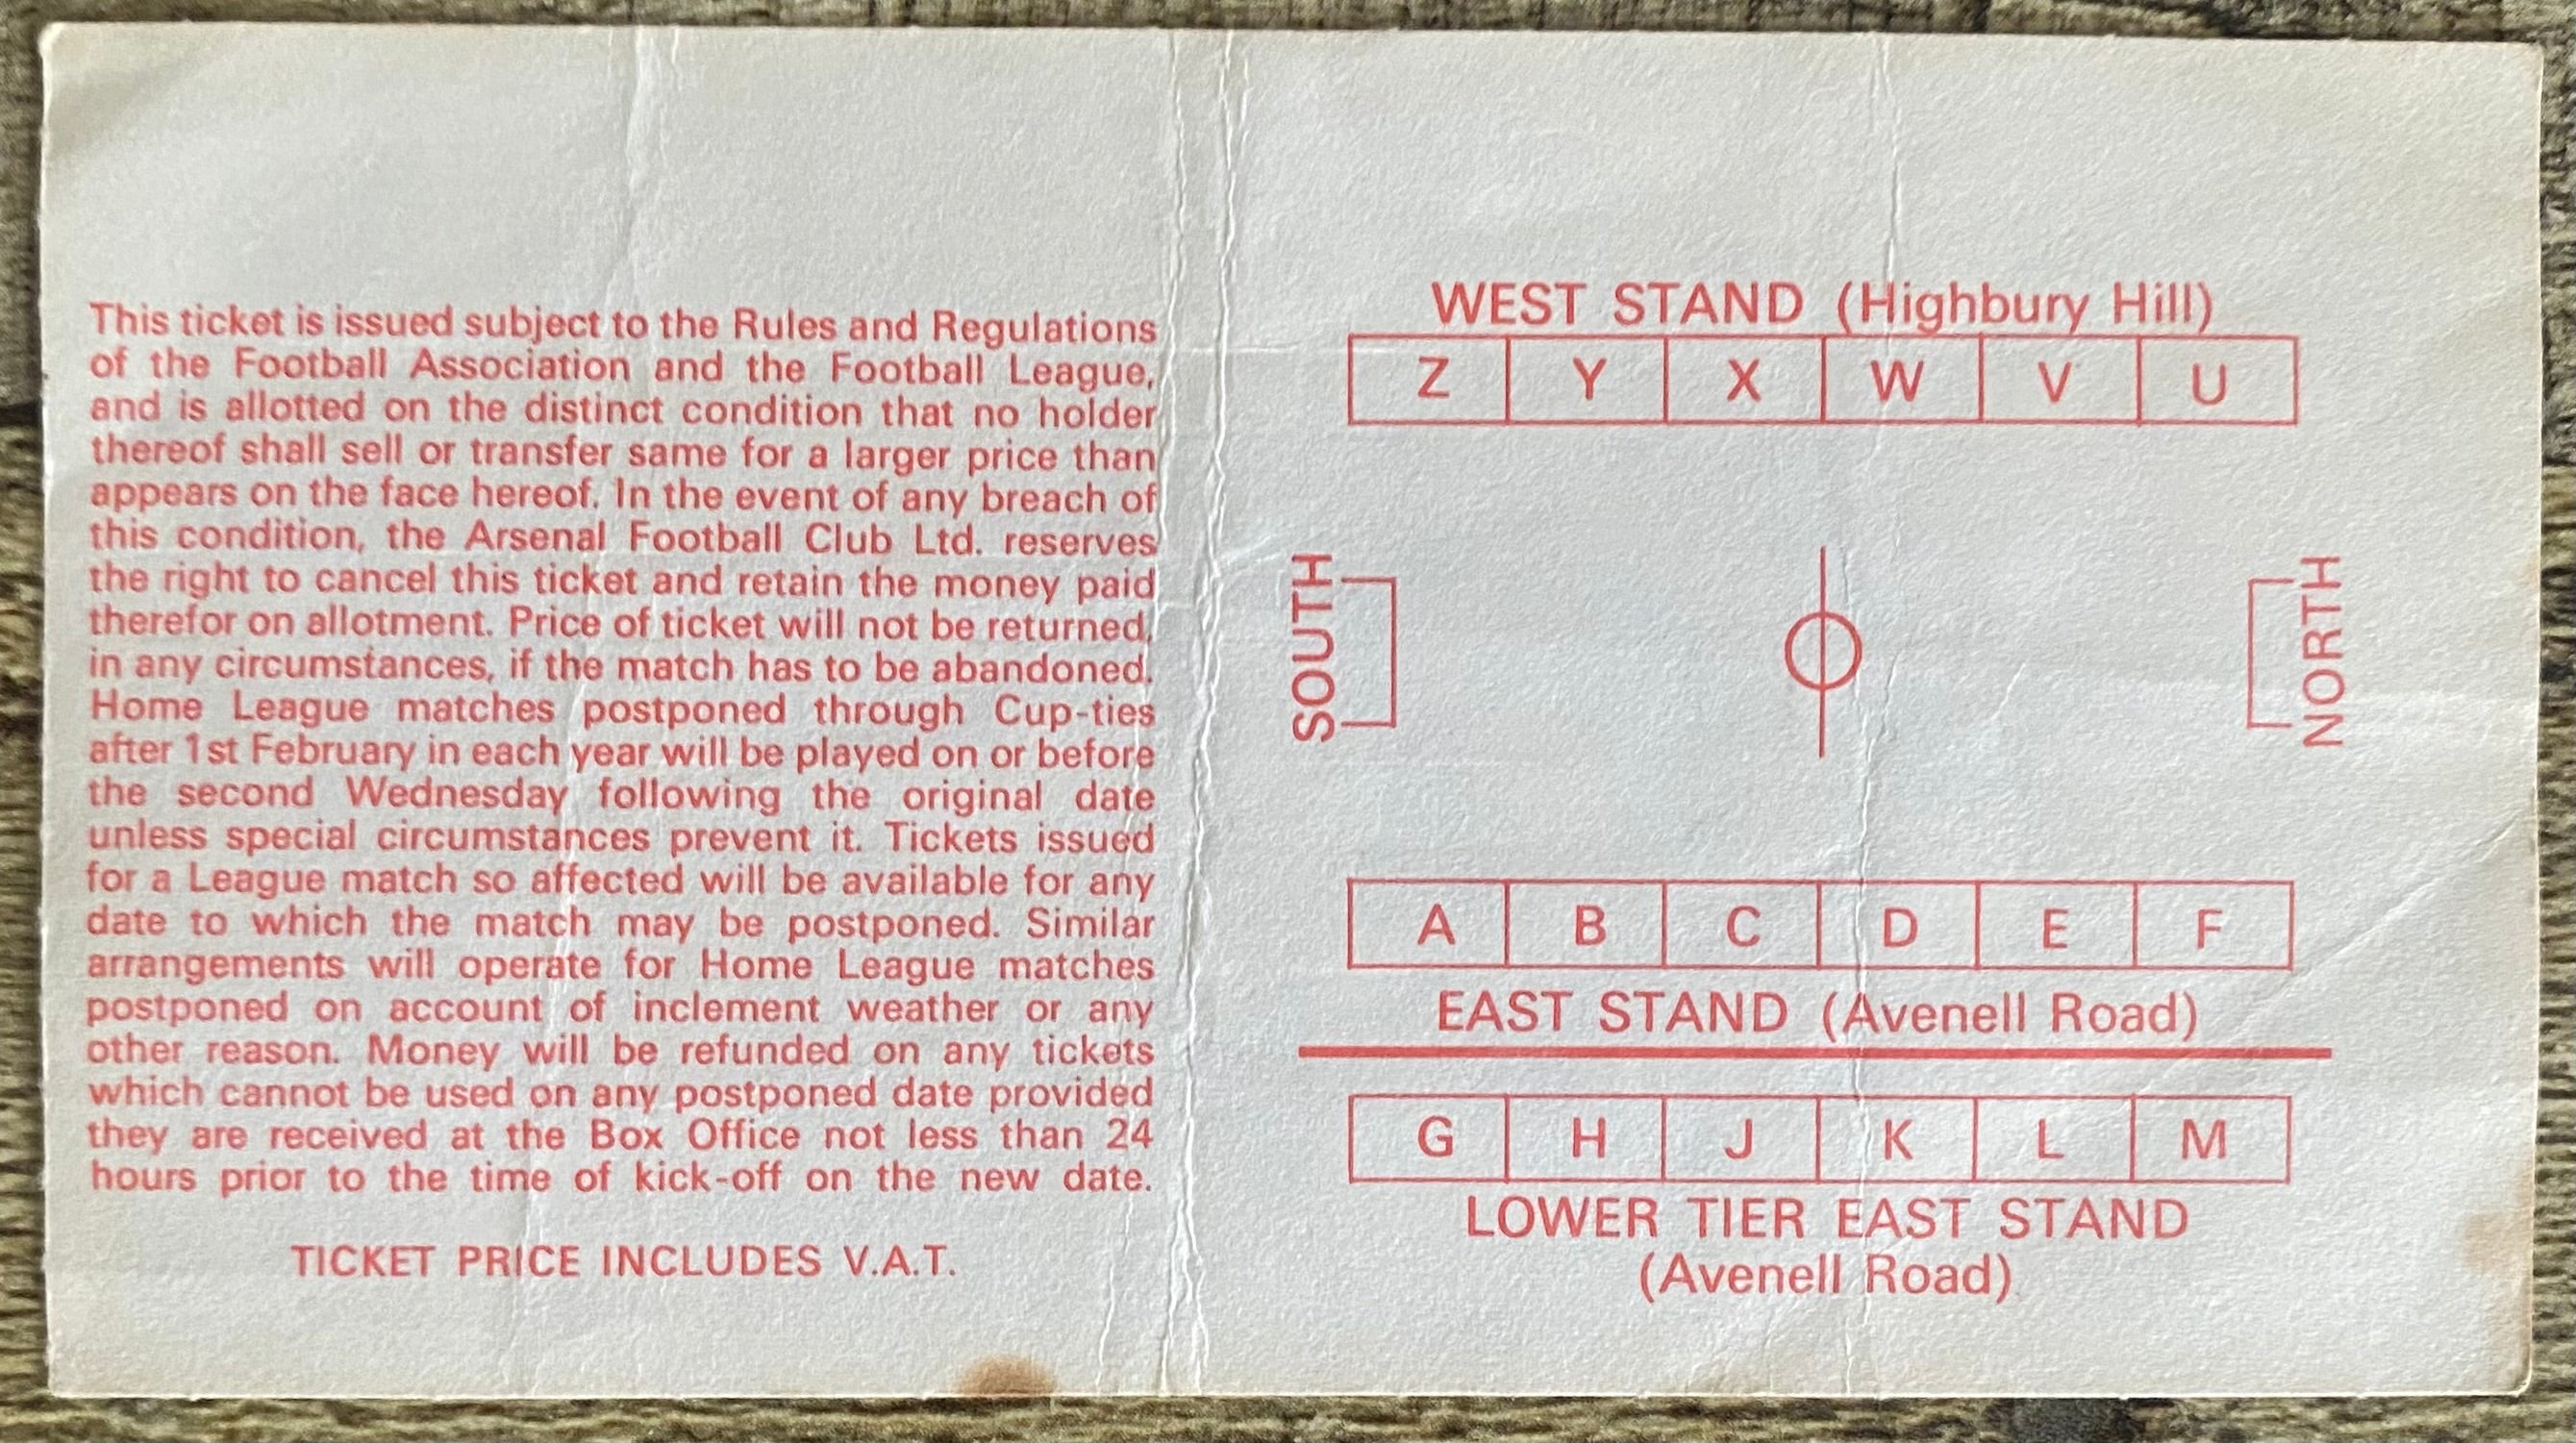 This ticket is issued subject to the Rules and Regulations
of the Football Association and the Football League,
and is allotted on the distinct condition that no holder
thereof shall sell or transfer same for a larger price than
appears on the face hereof. In the event of any breach of
this condition, the Arsenal Football Club Ltd. reserves
the right to cancel this ticket and retain the money paid
therefor on allotment. Price of ticket will not be returned,
in any circumstances, if the match has to be abandoned.
Home League matches postponed through Cup-ties
after 1st February in each year will be played on or before
the second Wednesday following the original date
unless special circumstances prevent it. Tickets issued
for a League match so affected will be available for any
date to which the match may be postponed. Similar
arrangements will operate for Home League matches
postponed on account of inclement weather or any
other reason. Money will be refunded on any tickets
which cannot be used on any postponed date provided
they are received at the Box Office not less than 24
hours prior to the time of kick-off on the new date.
TICKET PRICE INCLUDES V.A.T.
WEST STAND (Highbury Hill)
Z Y X W V U
SOUTH
NORTH
A B C D E F
EAST STAND (Avenell Road)
G H J K L M
LOWER TIER EAST STAND
(Avenell Road)